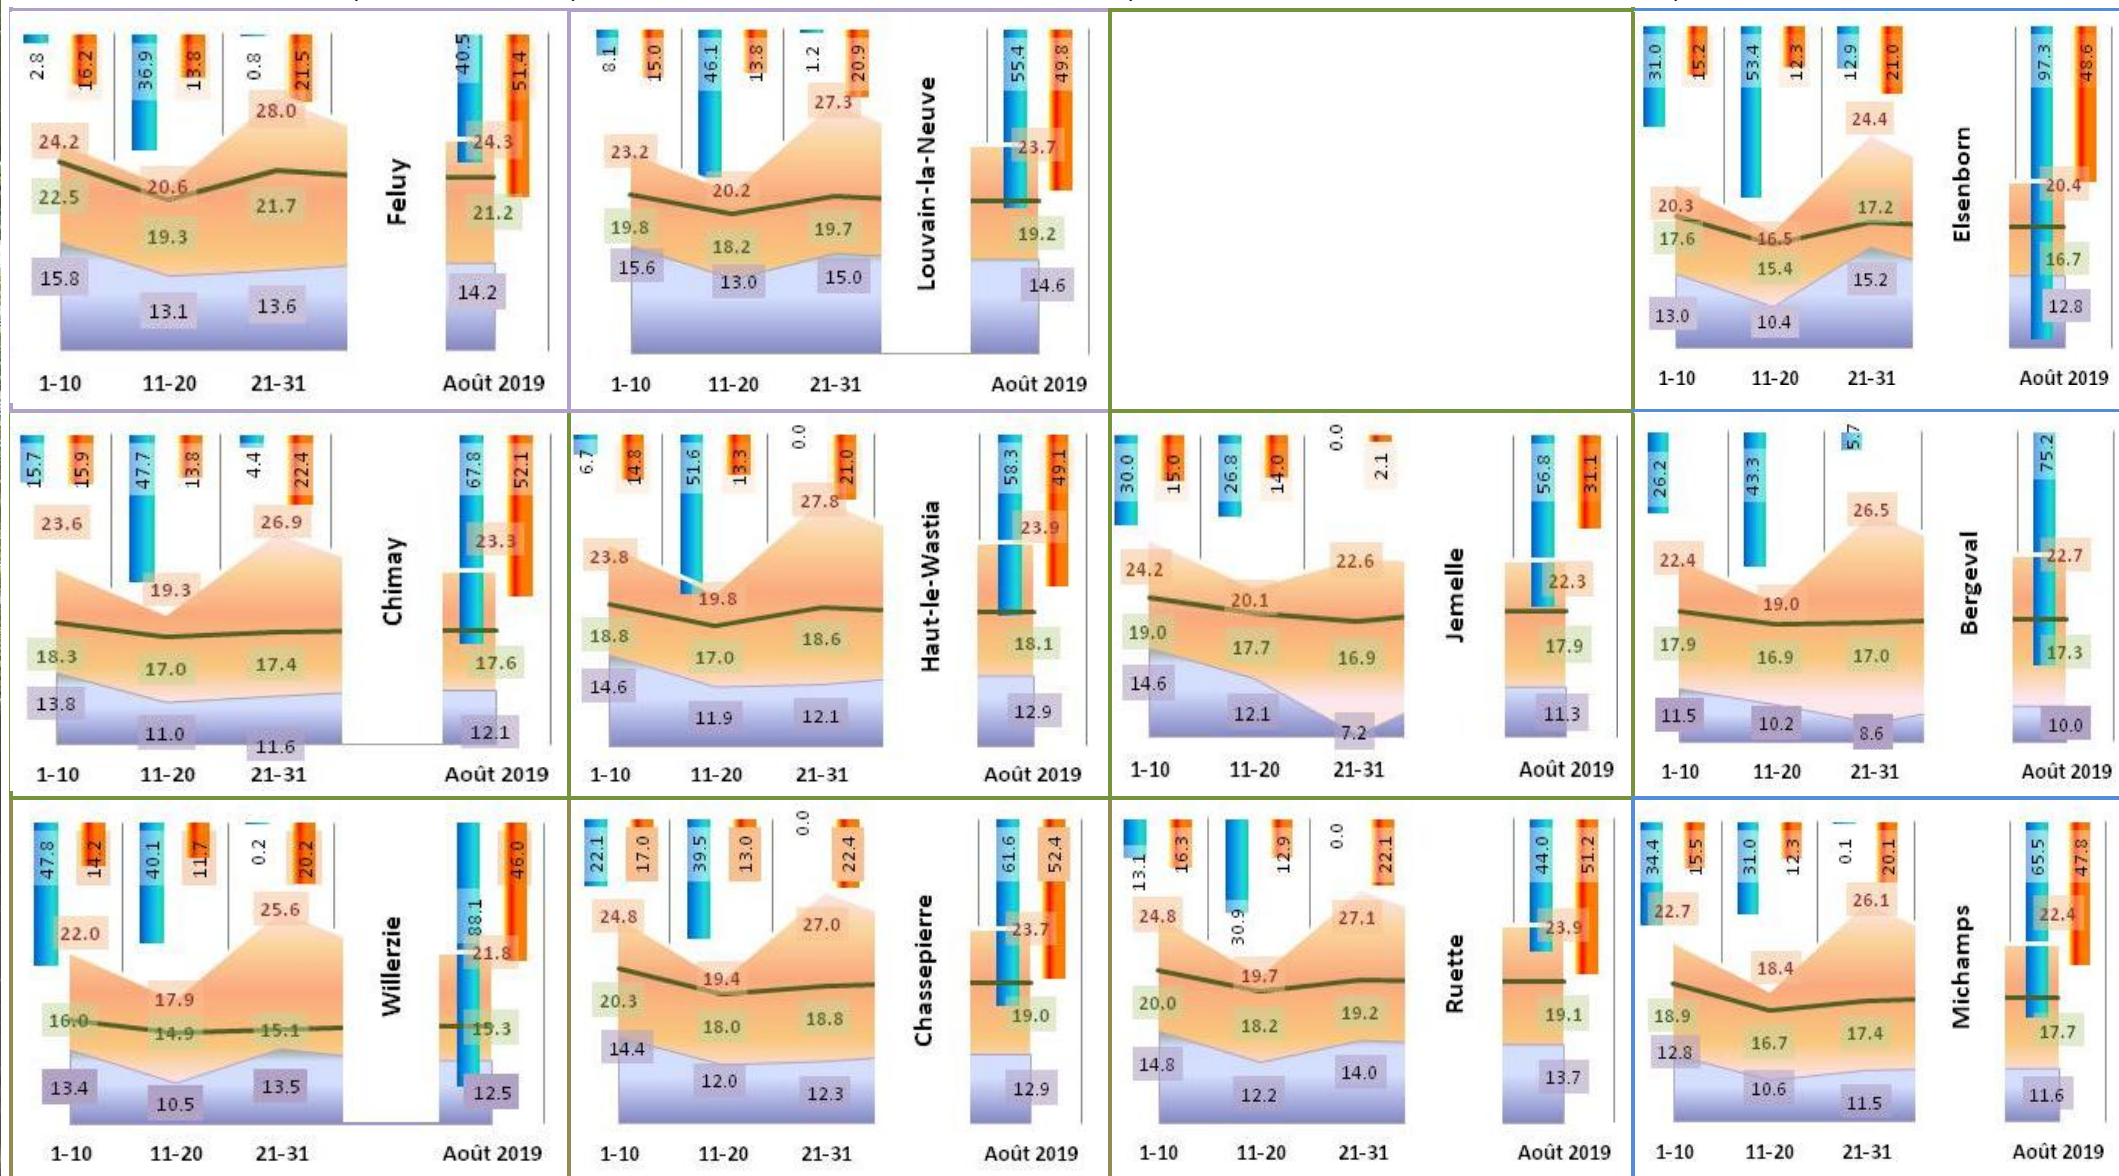 2.8 16.2 36.9 13.8 0.8 21.5 40.5 51.4
24.2 20.6 28.0 24.3
22.5 19.3 21.7 21.2
15.8 13.1 13.6 14.2
Feluy
1-10 11-20 21-31 Août 2019
8.1 15.0 46.1 13.8 1.2 20.9 55.4 49.8
23.2 20.2 27.3 23.7
19.8 18.2 19.7 19.2
15.6 13.0 15.0 14.6
Louvain-la-Neuve
1-10 11-20 21-31 Août 2019
31.0 15.2 53.4 12.3 12.9 21.0 97.3 48.6
20.3 16.5 24.4 20.4
17.6 15.4 17.2 16.7
13.0 10.4 15.2 12.8
Elsenborn
1-10 11-20 21-31 Août 2019
15.7 15.9 47.7 13.8 4.4 22.4 67.8 52.1
23.6 19.3 26.9 23.3
18.3 17.0 17.4 17.6
13.8 11.0 11.6 12.1
Chimay
1-10 11-20 21-31 Août 2019
6.7 14.8 51.6 13.3 0.0 21.0 58.3 49.1
23.8 19.8 27.8 23.9
18.8 17.0 18.6 18.1
14.6 11.9 12.1 12.9
Haut-le-Wastia
1-10 11-20 21-31 Août 2019
30.0 15.0 26.8 14.0 0.0 2.1 56.8 31.1
24.2 20.1 22.6 22.3
19.0 17.7 16.9 17.9
14.6 12.1 7.2 11.3
Jemelle
1-10 11-20 21-31 Août 2019
26.2 43.3 5.7 75.2
22.4 19.0 26.5 22.7
17.9 16.9 17.0 17.3
11.5 10.2 8.6 10.0
Bergeval
1-10 11-20 21-31 Août 2019
47.8 14.2 40.1 11.7 0.2 20.2 88.1 46.0
22.0 17.9 25.6 21.8
16.0 14.9 15.1 15.3
13.4 10.5 13.5 12.5
Willerzie
1-10 11-20 21-31 Août 2019
22.1 17.0 39.5 13.0 0.0 22.4 61.6 52.4
24.8 19.4 27.0 23.7
20.3 18.0 18.8 19.0
14.4 12.0 12.3 12.9
Chassepierre
1-10 11-20 21-31 Août 2019
13.1 16.3 30.9 12.9 0.0 22.1 44.0 51.2
24.8 19.7 27.1 23.9
20.0 18.2 19.2 19.1
14.8 12.2 14.0 13.7
Ruette
1-10 11-20 21-31 Août 2019
34.4 15.5 31.0 12.3 0.1 20.1 65.5 47.8
22.7 18.4 26.1 22.4
18.9 16.7 17.4 17.7
12.8 10.6 11.5 11.6
Michamps
1-10 11-20 21-31 Août 2019